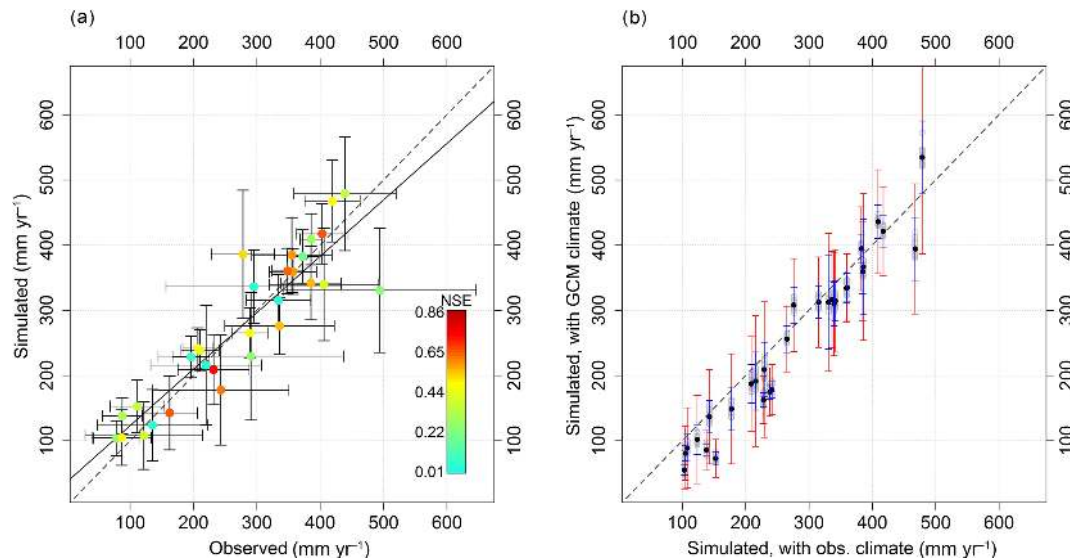 (a)
100 200 300 400 500 600
600
500
400
300
200
100
Simulated (mm yr⁻¹)
600
500
400
300
200
100
NSE
0.86
0.65
0.44
0.22
0.01
100 200 300 400 500 600
Observed (mm yr⁻¹)
(b)
100 200 300 400 500 600
600
500
400
300
200
100
Simulated, with GCM climate (mm yr⁻¹)
600
500
400
300
200
100
100 200 300 400 500 600
Simulated, with obs. climate (mm yr⁻¹)